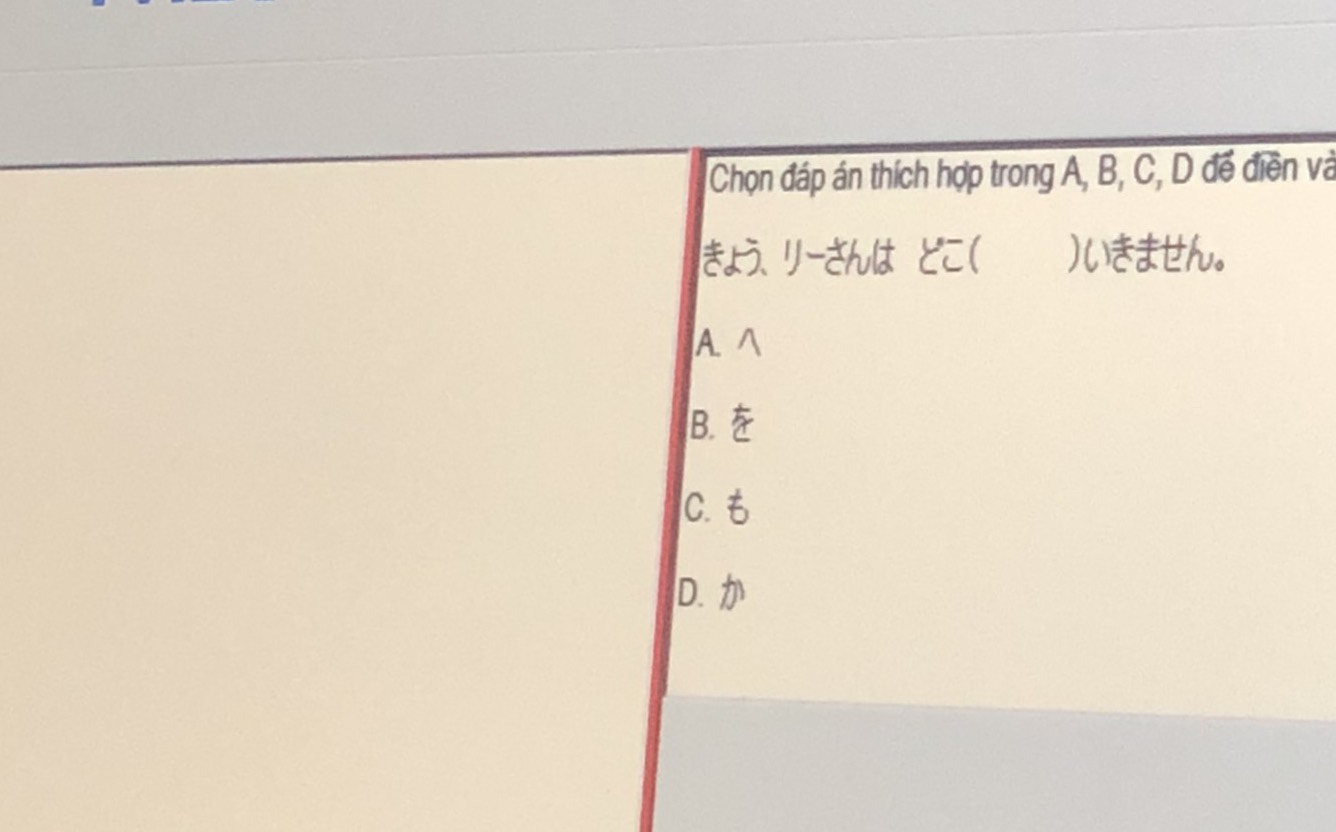 Chọn đáp án thích hợp trong A, B, C, D để điền
きょう、リーさんは どこ( )いきません。
A. へ
B. を
C. も
D. か